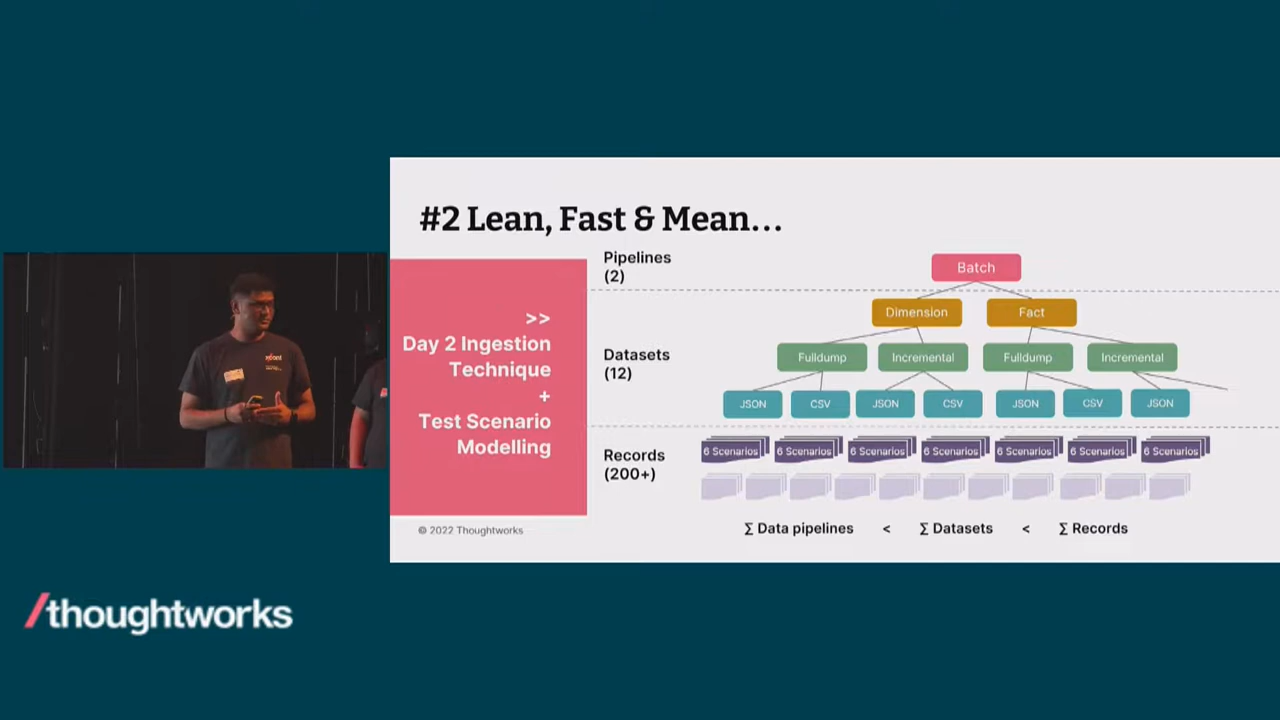 #2 Lean, Fast & Mean...
>>
Day 2 Ingestion
Technique
+
Test Scenario
Modelling
Pipelines
(2)
Batch
Dimension Fact
Datasets
(12)
Fulldump Incremental Fulldump Incremental
JSON CSV JSON CSV JSON CSV JSON
Records
(200+)
6 Scenarios 6 Scenarios 6 Scenarios 6 Scenarios 6 Scenarios 6 Scenarios 6 Scenarios
∑ Data pipelines < ∑ Datasets < ∑ Records
© 2022 Thoughtworks
/thoughtworks